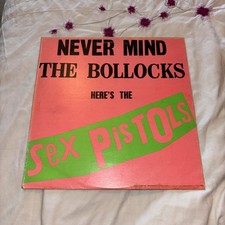 NEVER MIND
THE BOLLOCKS
HERE'S THE
Sex PISTOLS